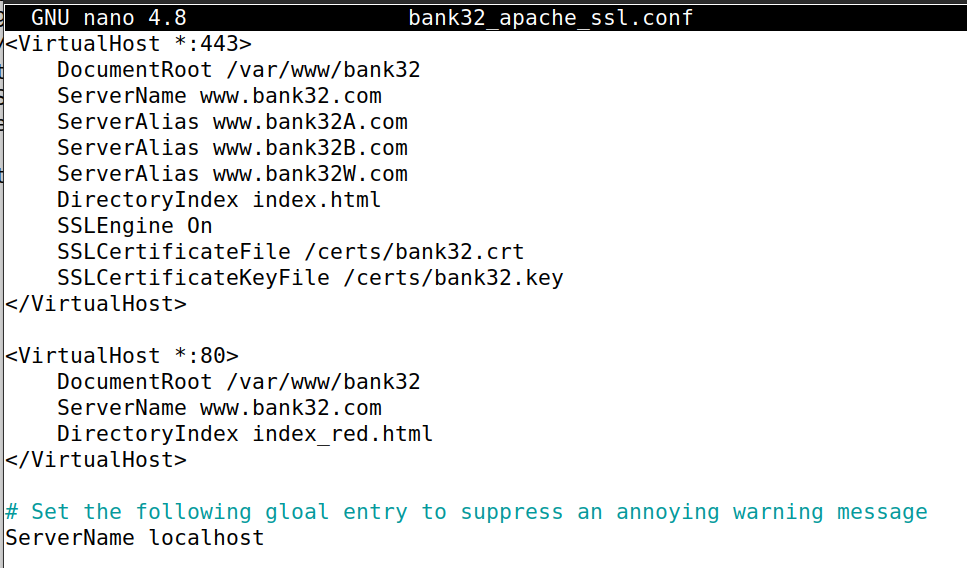 GNU nano 4.8 bank32_apache_ssl.conf
<VirtualHost *:443>
DocumentRoot /var/www/bank32
ServerName www.bank32.com
ServerAlias www.bank32A.com
ServerAlias www.bank32B.com
ServerAlias www.bank32W.com
DirectoryIndex index.html
SSLEngine On
SSLCertificateFile /certs/bank32.crt
SSLCertificateKeyFile /certs/bank32.key
</VirtualHost>
<VirtualHost *:80>
DocumentRoot /var/www/bank32
ServerName www.bank32.com
DirectoryIndex index_red.html
</VirtualHost>
# Set the following gloal entry to suppress an annoying warning message
ServerName localhost